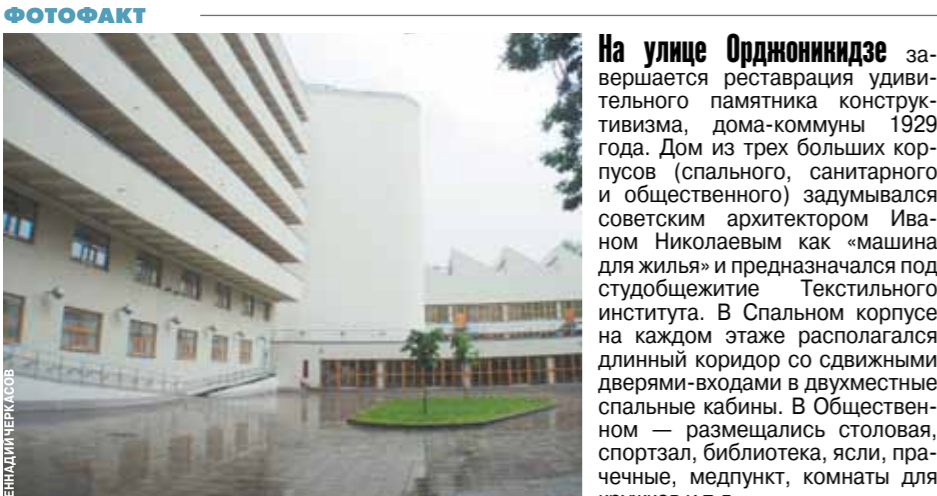 ФОТОФАКТ
На улице Орджоникидзе за-
вершается реставрация удиви-
тельного памятника конструк-
тивизма, дома-коммуны 1929
года. Дом из трех больших кор-
пусов (спального, санитарного
и общественного) задумывался
советским архитектором Ива-
ном Николаевым как «машина
для жилья» и предназначался под
студобщежитие Текстильного
института. В Спальном корпусе
на каждом этаже располагался
длинный коридор со сдвижными
дверями-входами в двухместные
спальные кабины. В Обществен-
ном — размещались столовая,
спортзал, библиотека, ясли, пра-
чечные, медпункт, комнаты для
ЕННАДИЙ ЧЕРКАСОВ